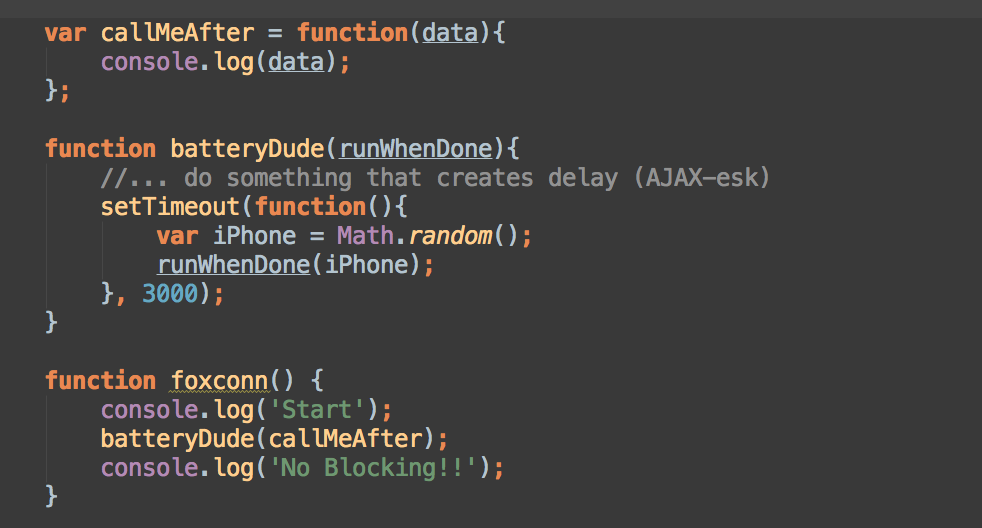 var callMeAfter = function(data){
    console.log(data);
};

function batteryDude(runWhenDone){
    //... do something that creates delay (AJAX-esk)
    setTimeout(function(){
        var iPhone = Math.random();
        runWhenDone(iPhone);
    }, 3000);
}

function foxconn() {
    console.log('Start');
    batteryDude(callMeAfter);
    console.log('No Blocking!!');
}